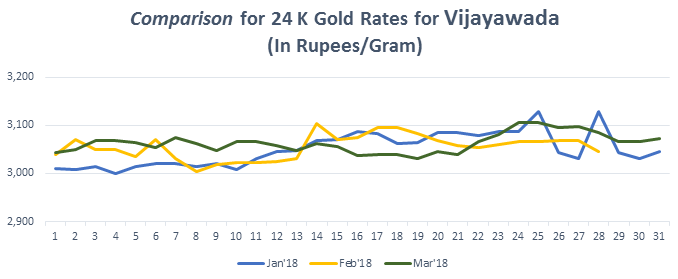 Comparison for 24 K Gold Rates for Vijayawada
(In Rupees/Gram)
3,200
3,100
3,000
2,900
1 2 3 4 5 6 7 8 9 10 11 12 13 14 15 16 17 18 19 20 21 22 23 24 25 26 27 28 29 30 31
Jan'18 Feb'18 Mar'18